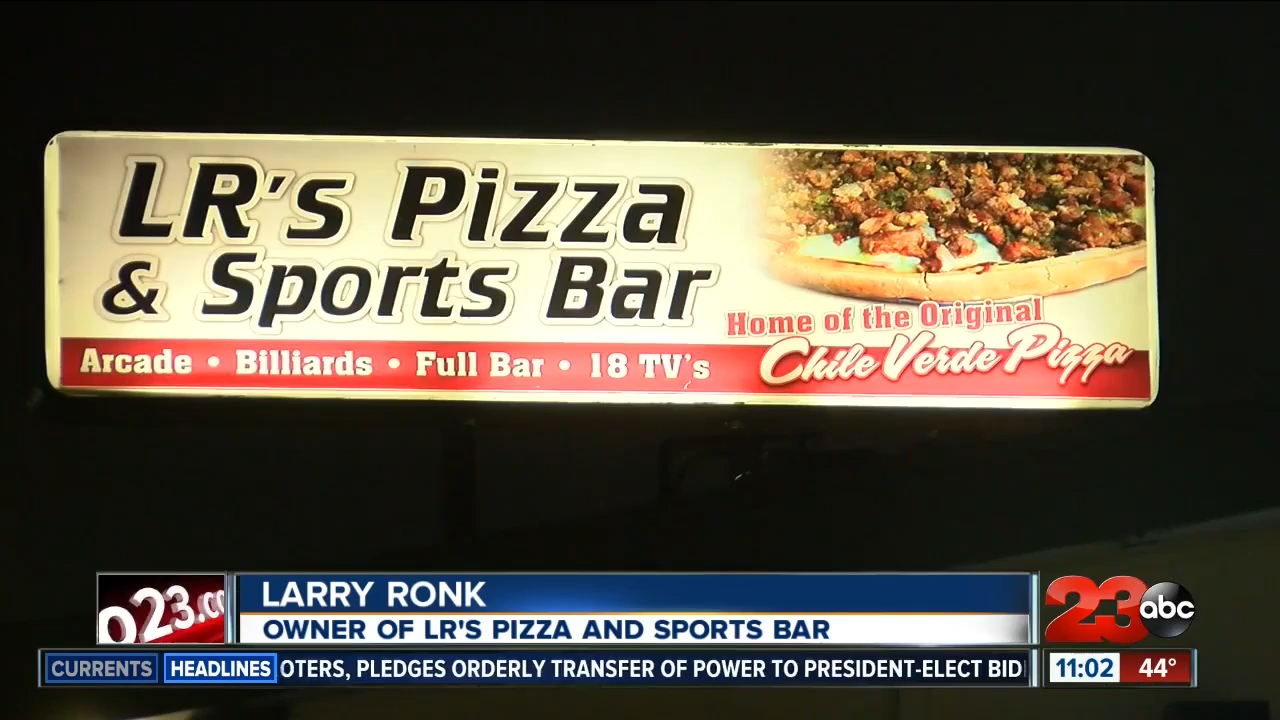 LR's Pizza
& Sports Bar
Home of the Original
Chile Verde Pizza
Arcade • Billiards • Full Bar • 18 TV's
LARRY RONK
OWNER OF LR'S PIZZA AND SPORTS BAR
23 abc
CURRENTS HEADLINES OTERS, PLEDGES ORDERLY TRANSFER OF POWER TO PRESIDENT-ELECT BID
11:02 44°